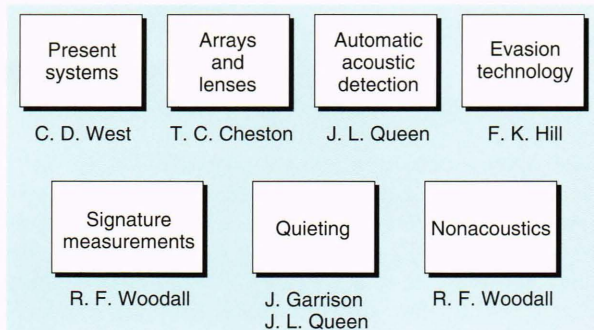 Present
systems
C. D. West
Arrays
and
lenses
T. C. Cheston
Automatic
acoustic
detection
J. L. Queen
Evasion
technology
F. K. Hill
Signature
measurements
R. F. Woodall
Quieting
J. Garrison
J. L. Queen
Nonacoustics
R. F. Woodall